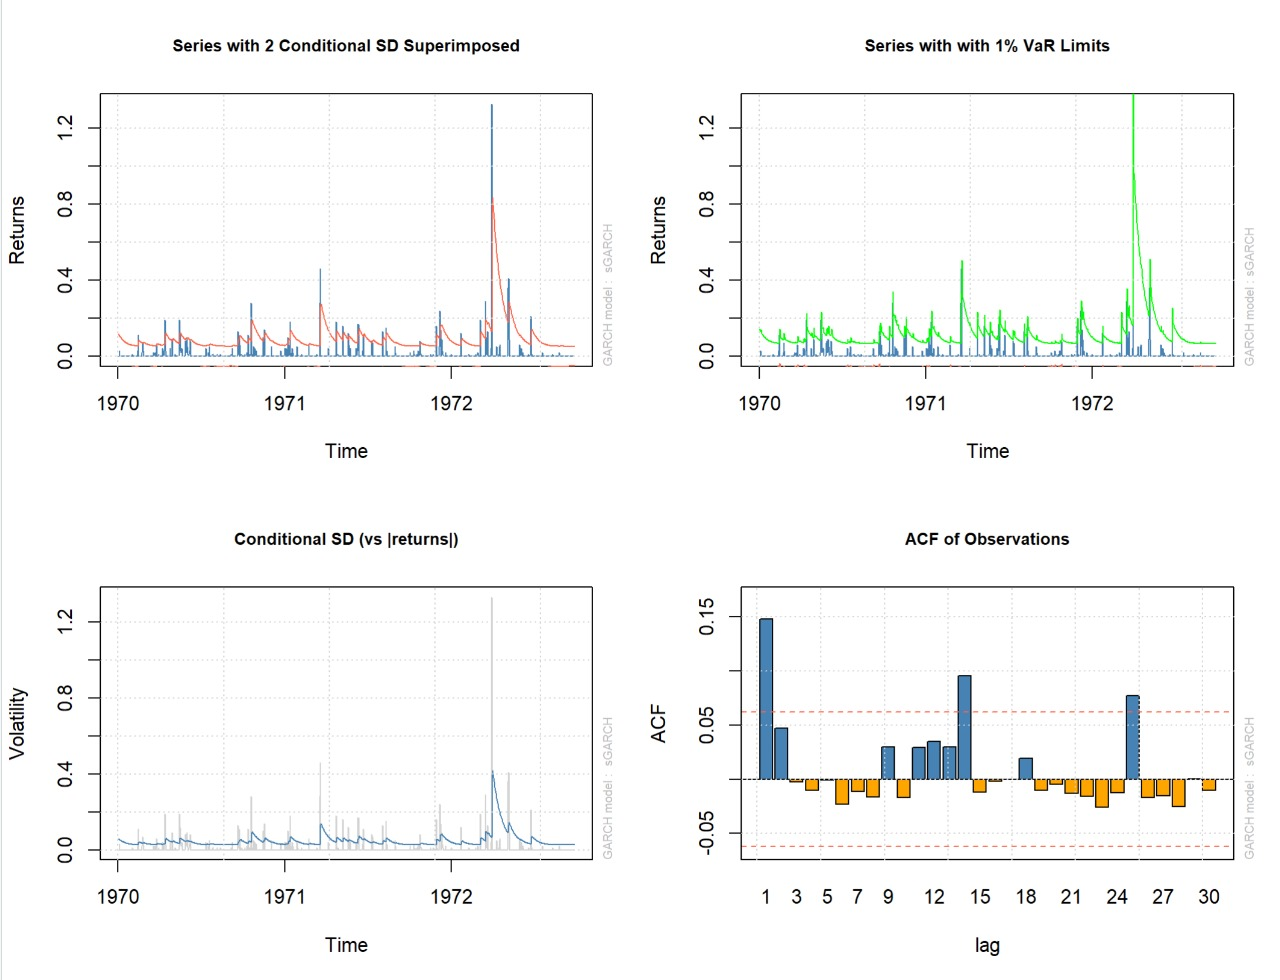 Series with 2 Conditional SD Superimposed
Returns
1.2
0.8
0.4
0.0
1970 1971 1972
Time
GARCH model : sGARCH
Series with with 1% VaR Limits
Returns
1.2
0.8
0.4
0.0
1970 1971 1972
Time
GARCH model : sGARCH
Conditional SD (vs |returns|)
Volatility
1.2
0.8
0.4
0.0
1970 1971 1972
Time
GARCH model : sGARCH
ACF of Observations
ACF
0.15
0.05
-0.05
1 3 5 7 9 12 15 18 21 24 27 30
lag
GARCH model : sGARCH